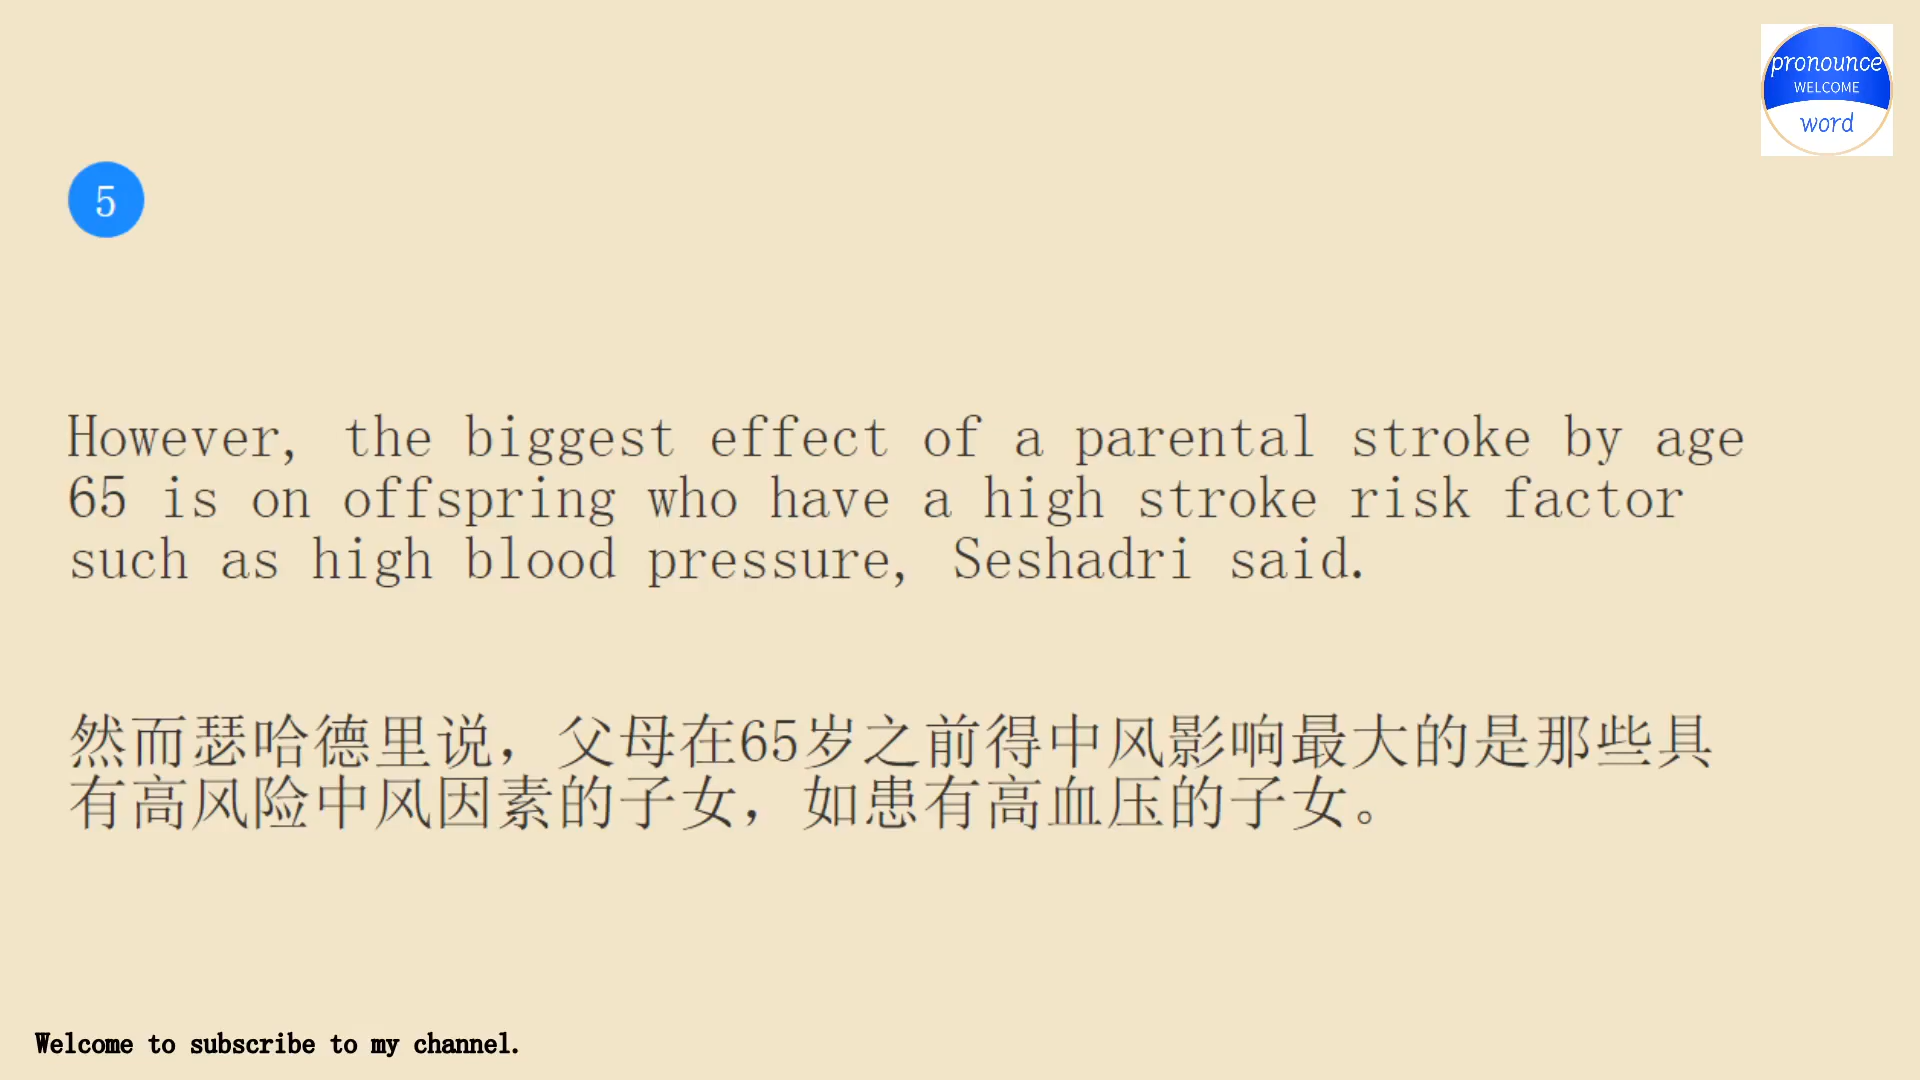 pronounce
WELCOME
word
5
However, the biggest effect of a parental stroke by age
65 is on offspring who have a high stroke risk factor
such as high blood pressure, Seshadri said.
然而瑟哈德里说，父母在65岁之前得中风影响最大的是那些具
有高风险中风因素的子女，如患有高血压的子女。
Welcome to subscribe to my channel.